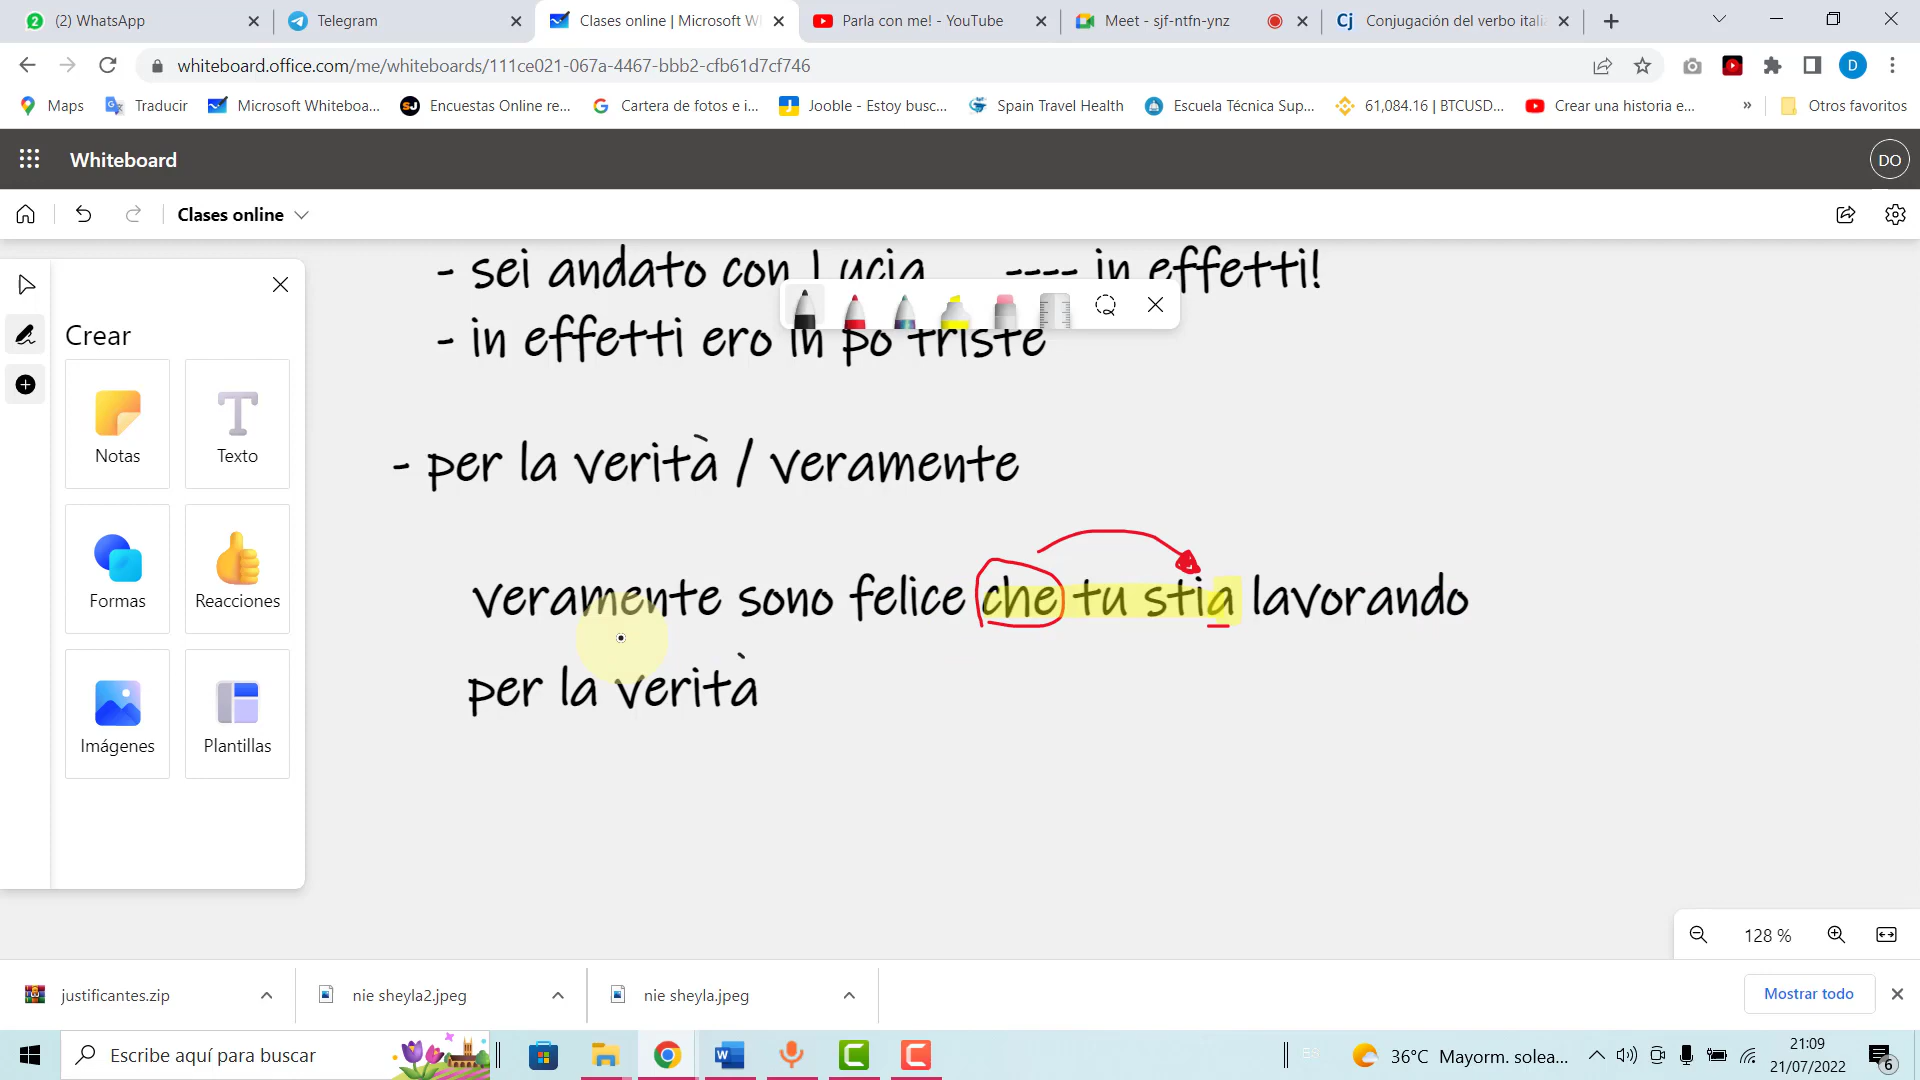 (2) WhatsApp
Telegram
Clases online | Microsoft W
Parla con me! - YouTube
Meet - sjf-ntfn-ynz
Cj Conjugación del verbo itali
whiteboard.office.com/me/whiteboards/111ce021-067a-4467-bbb2-cfb61d7cf746
D
Maps
Traducir
Microsoft Whiteboa...
Encuestas Online re...
Cartera de fotos e i...
Jooble - Estoy busc...
Spain Travel Health
Escuela Técnica Sup...
61,084.16 | BTCUSD...
Crear una historia e...
»
Otros favoritos
Whiteboard
DO
Clases online
- sei andato con Lucia ---- in effetti!
- in effetti ero in po triste
- per la verità / veramente
veramente sono felice che tu stia lavorando
per la verità
Crear
Notas
Texto
Formas
Reacciones
Imágenes
Plantillas
128 %
justificantes.zip
nie sheyla2.jpeg
nie sheyla.jpeg
Mostrar todo
Escribe aquí para buscar
36°C Mayorm. solea...
21:09
21/07/2022
6